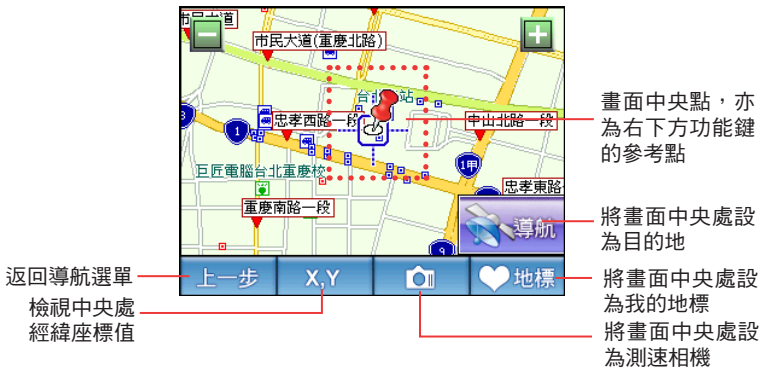 市民大道
市民大道(重慶北路)
台北 站
忠孝西路一段
中山北路一段
3
1
1甲
巨匠電腦台北重慶校
忠孝東路
重慶南路一段
導航
9
上一步
X,Y
地標
畫面中央點，亦
為右下方功能鍵
的參考點
將畫面中央處設
為目的地
返回導航選單
將畫面中央處設
為我的地標
檢視中央處
經緯座標值
將畫面中央處設
為測速相機